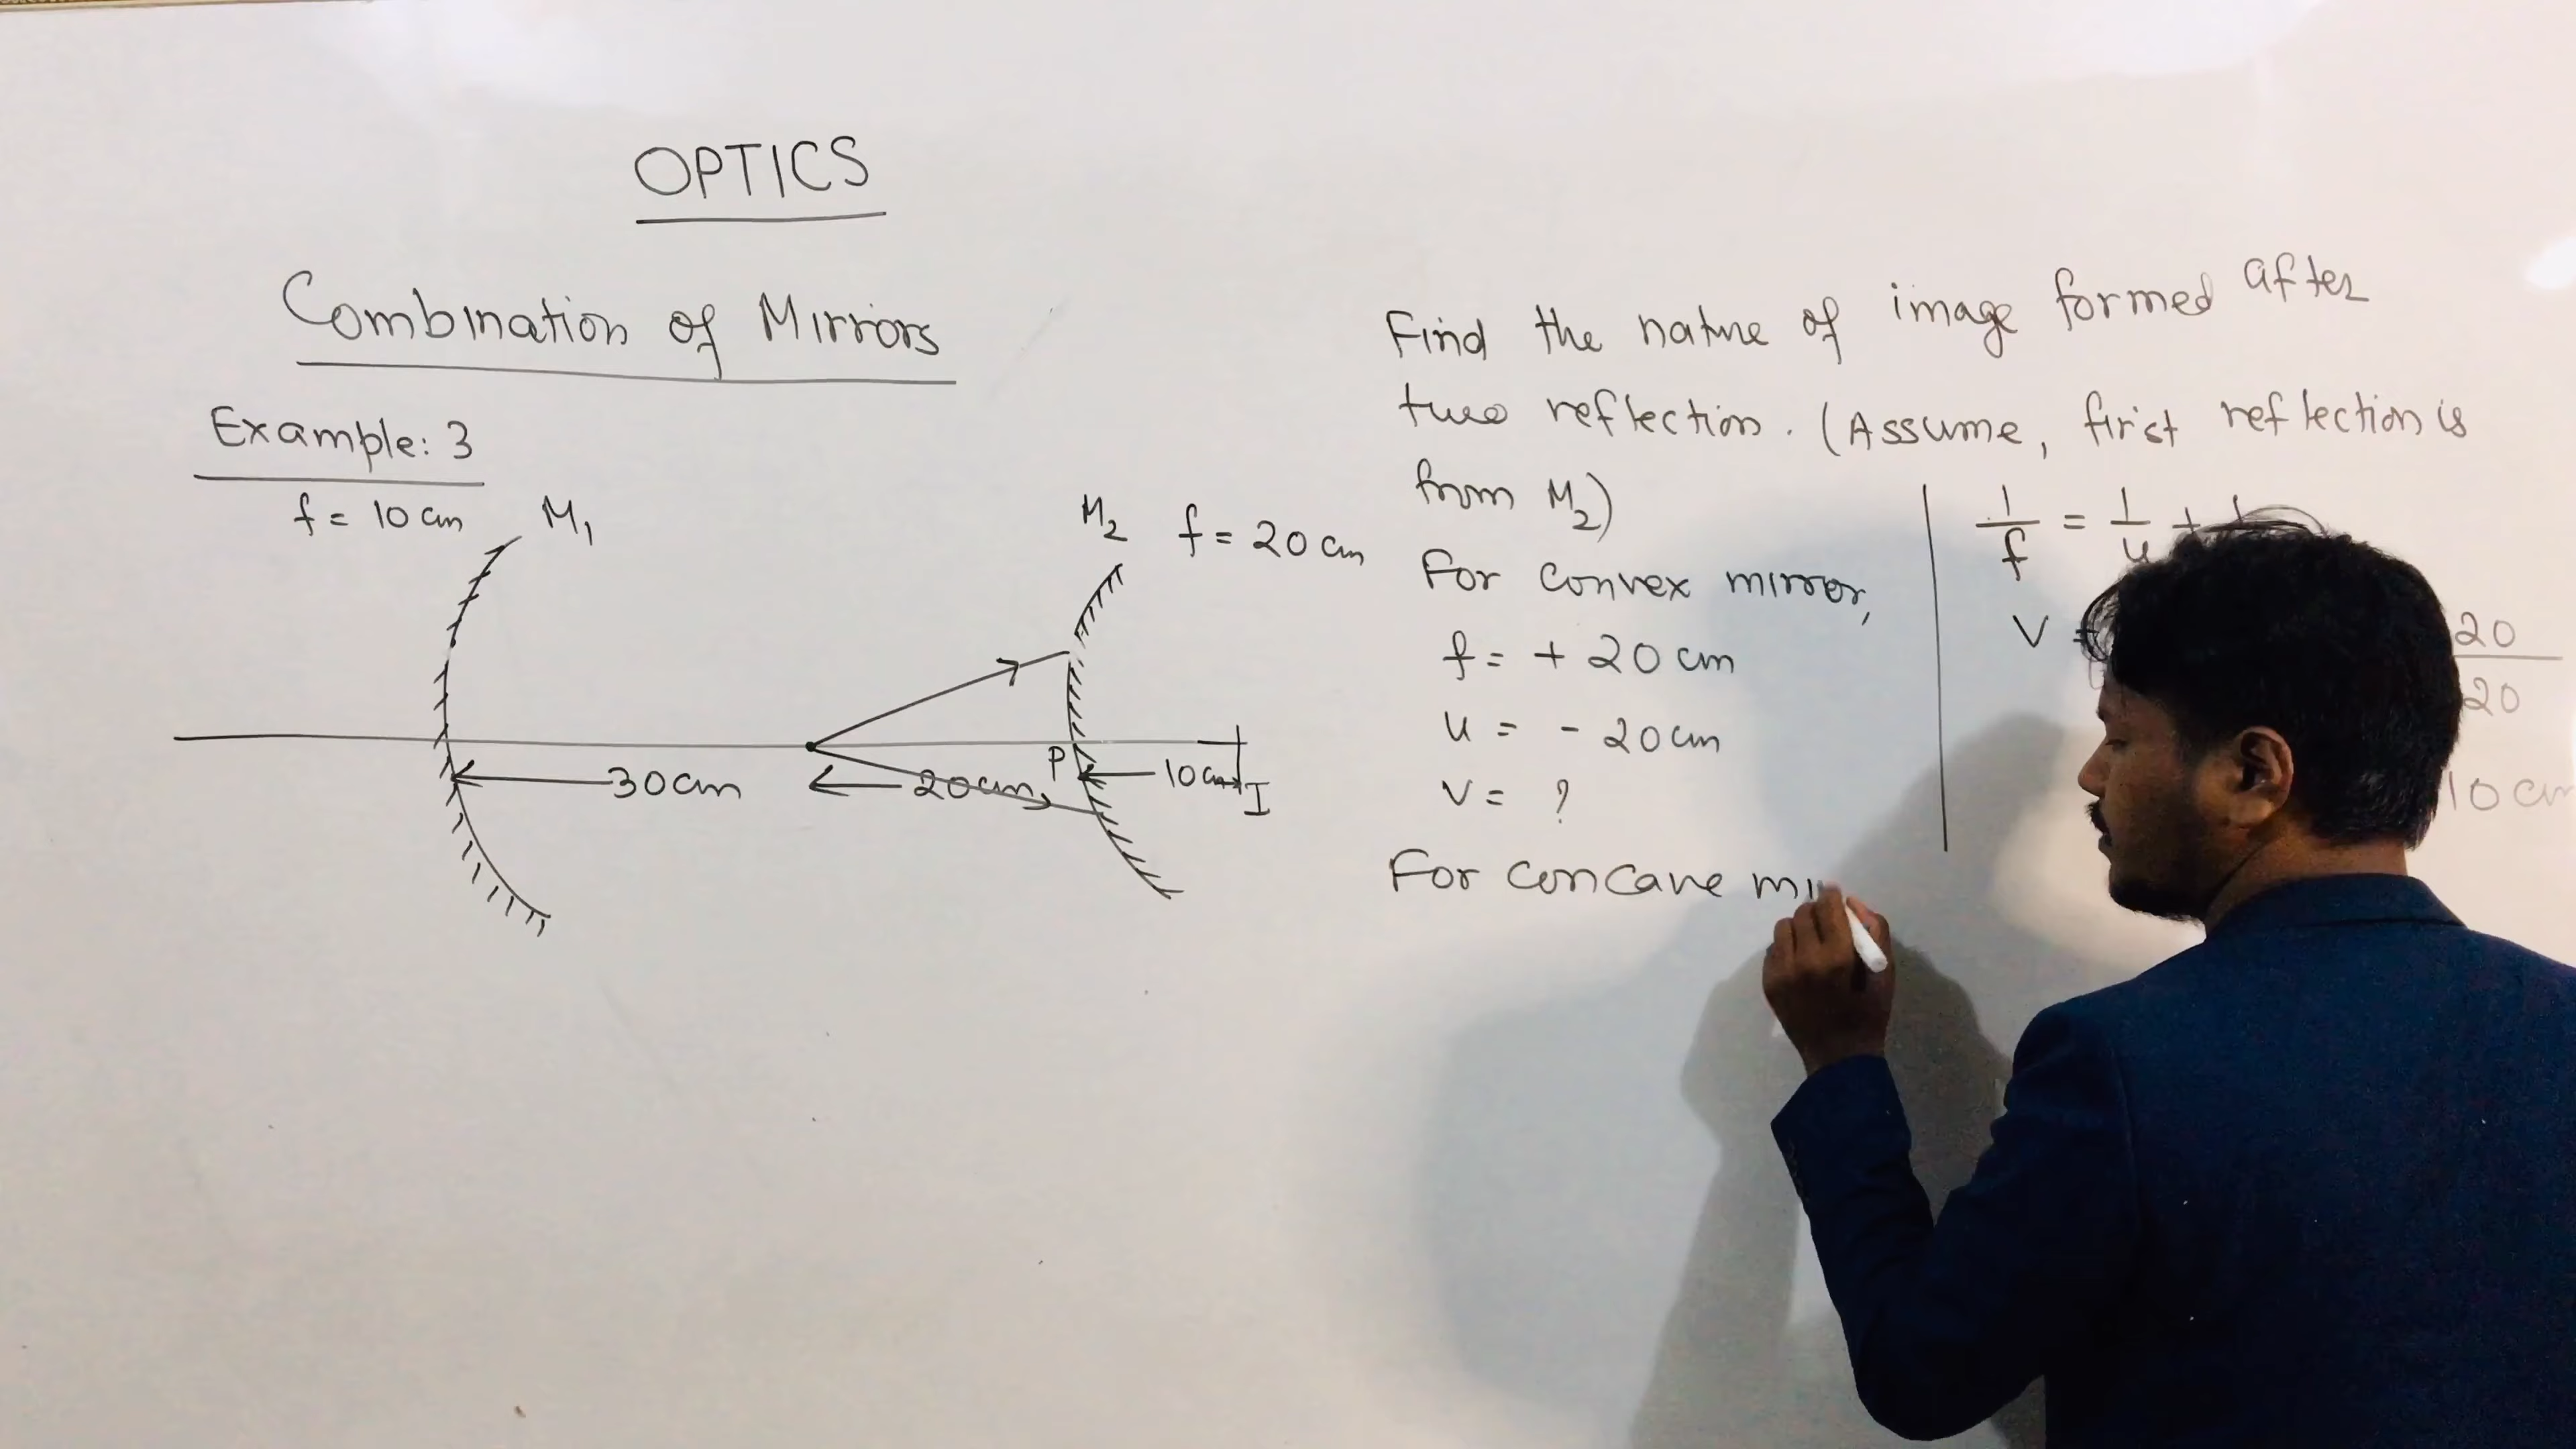 OPTICS
Combination of Mirrors
Example: 3
f = 10 cm M₁
M₂ f = 20 cm
P
30 cm
20 cm
10 cm
I
Find the nature of image formed after
two reflection. (Assume, first reflection is
from M₂)
For convex mirror,
f = + 20 cm
u = - 20 cm
v = ?
For concave
1/f = 1/u +
V =
20
20
10 cm